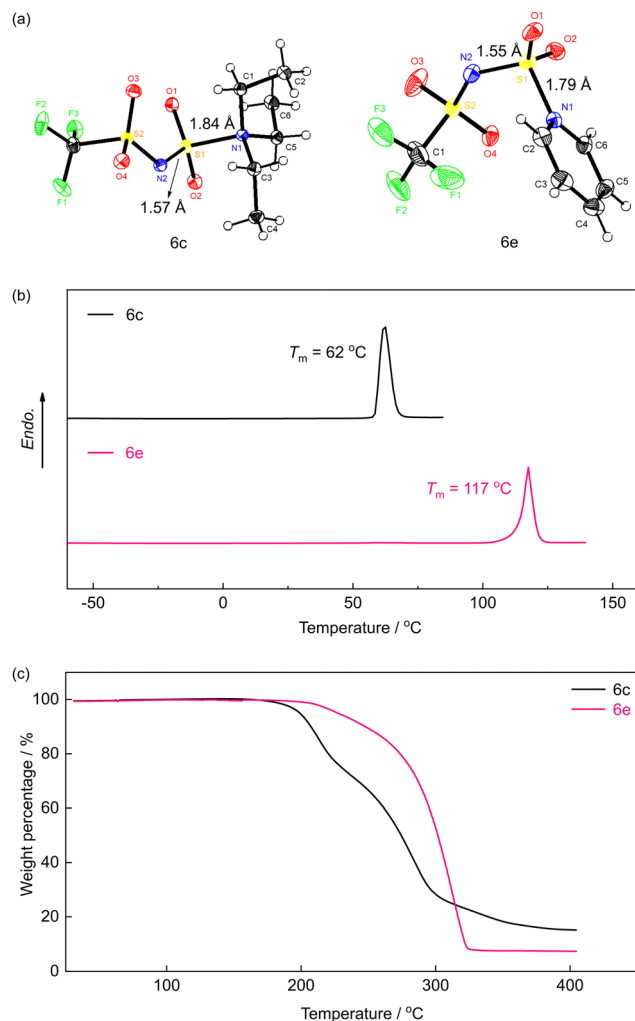 (a)
O1
1.55 Å
O2
N2
S1
O3
1.79 Å
S2
N1
F3
O4
C2
C6
C1
C3
C5
F2
F1
C4
6e
O3
O1
C1
C2
F2
F3
1.84 Å
C6
S2
S1
N1
C5
O4
N2
C3
F1
O2
1.57 Å
C4
6c
(b)
6c
Tm = 62 °C
Endo.
6e
Tm = 117 °C
-50 0 50 100 150
Temperature / °C
(c)
6c
6e
100
80
60
40
20
0
Weight percentage / %
100 200 300 400
Temperature / °C